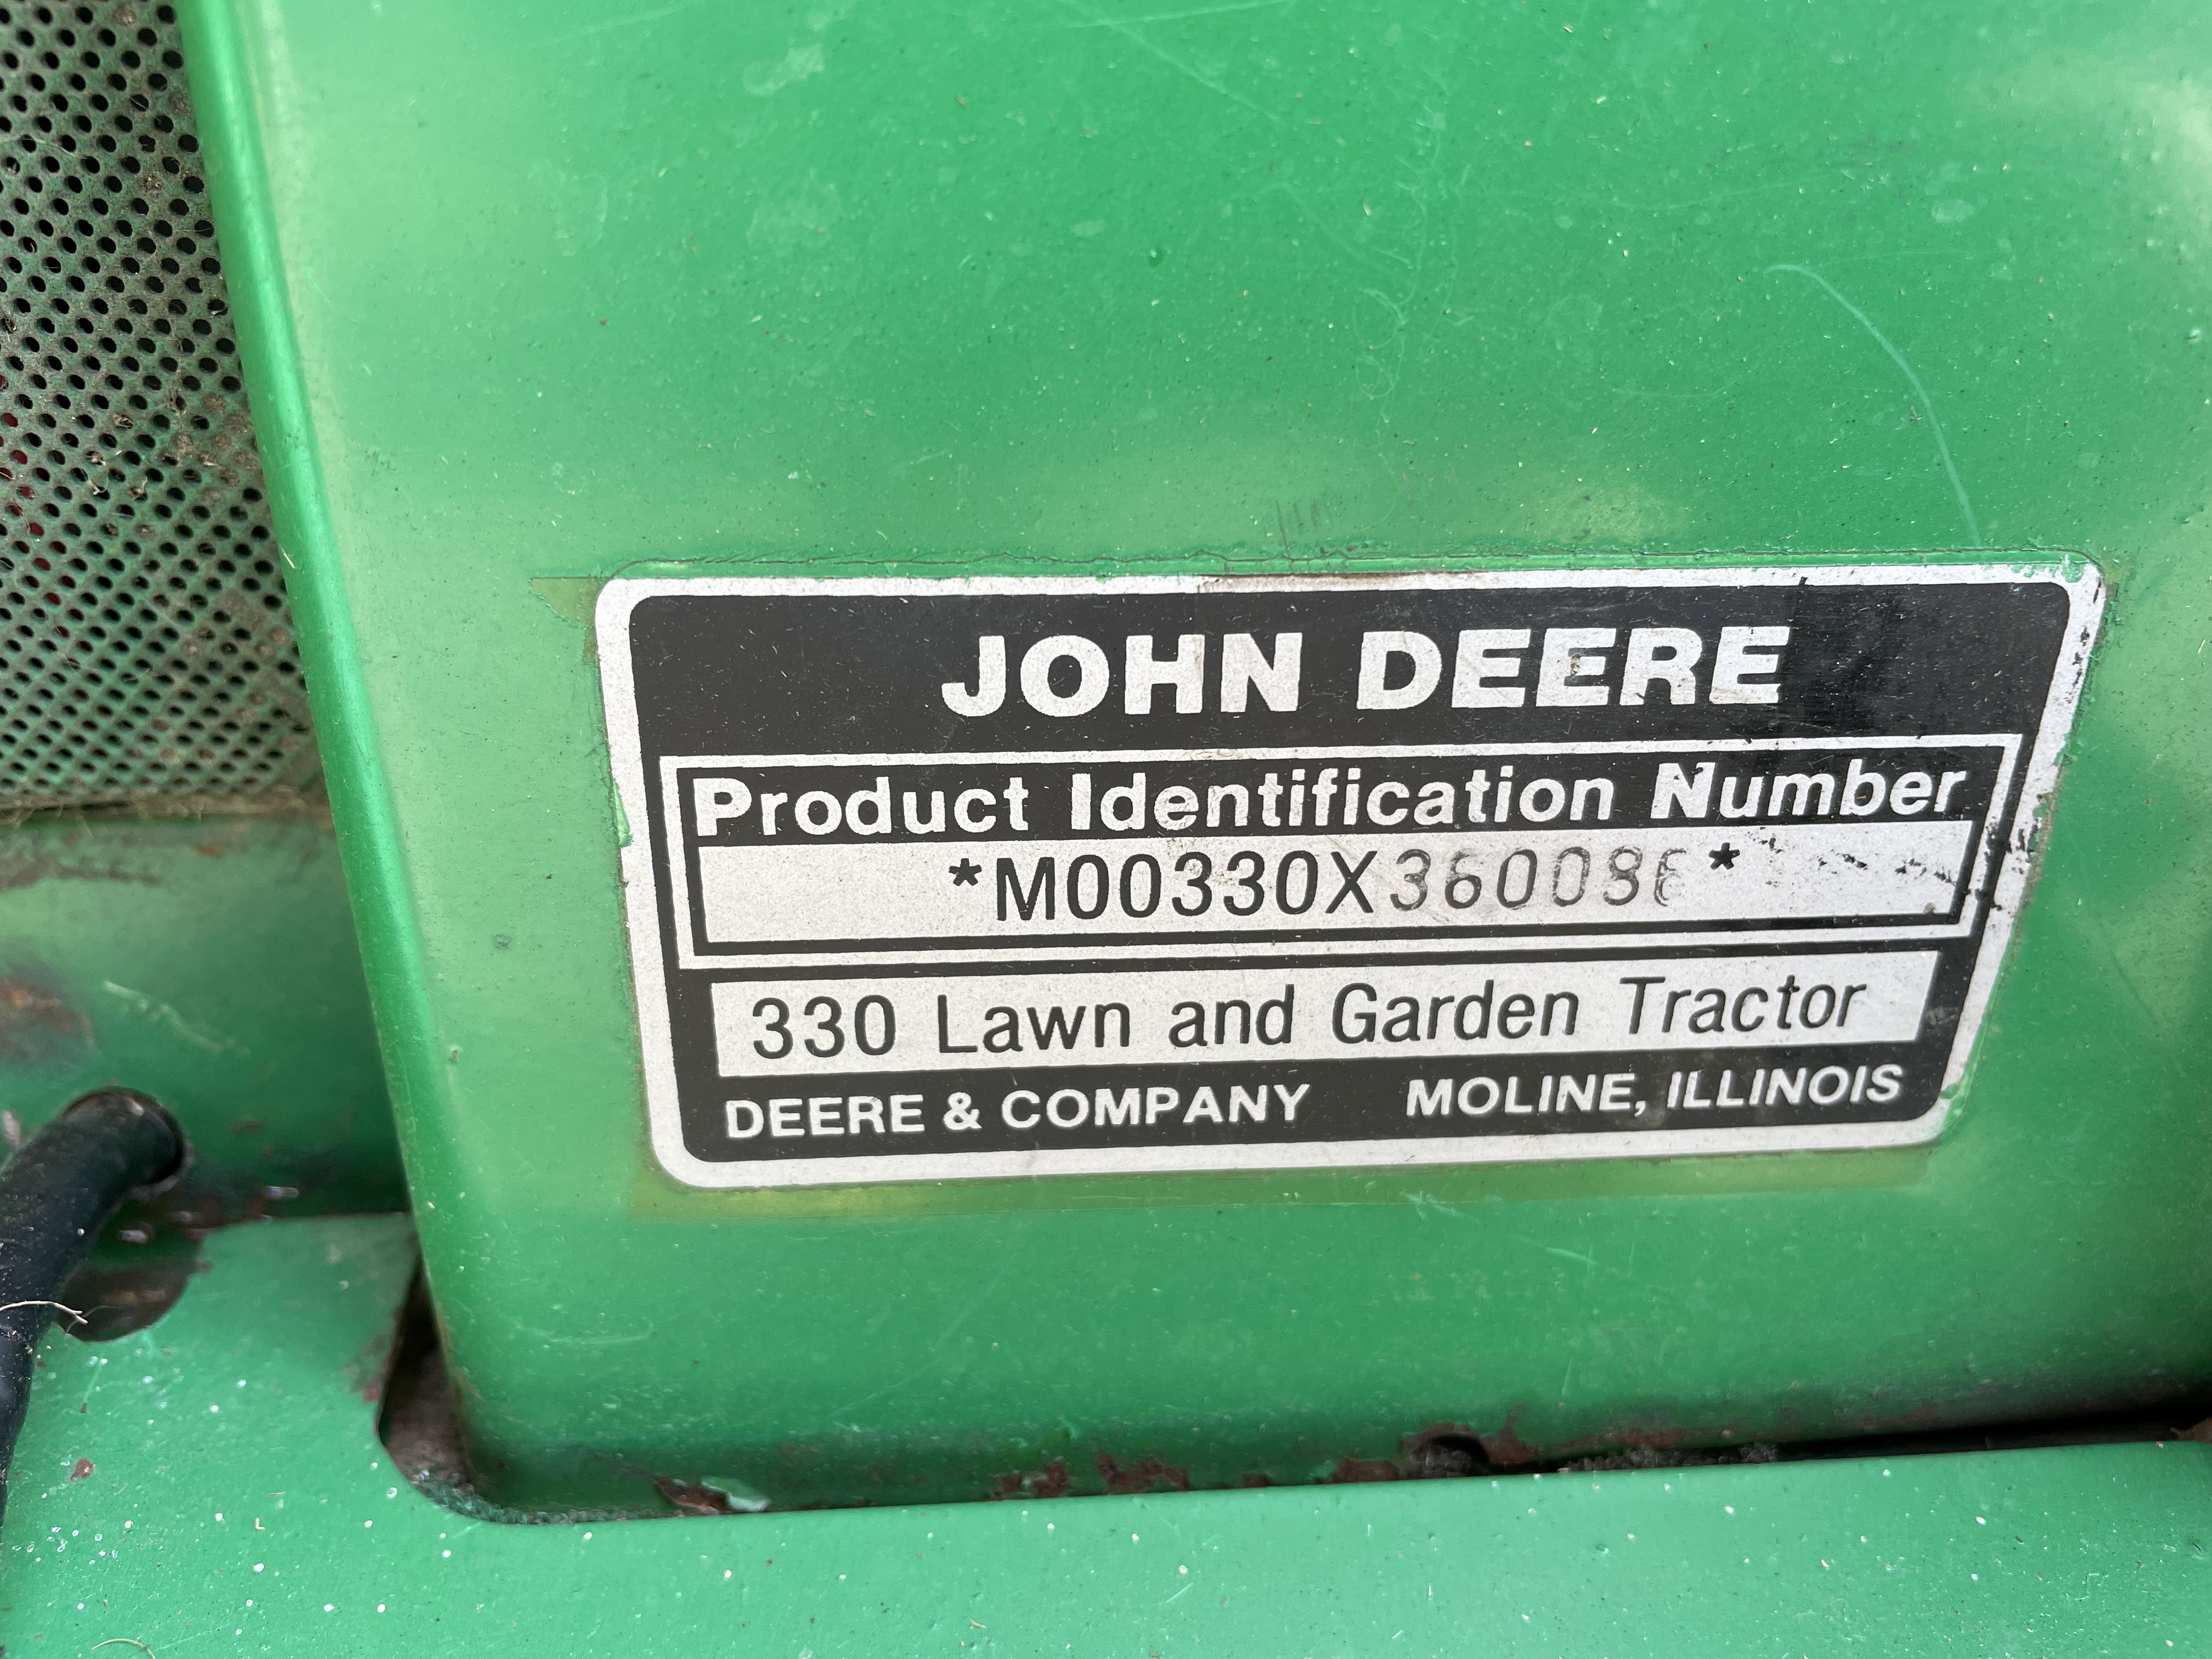 JOHN DEERE
Product Identification Number
330 Lawn and Garden Tractor
DEERE & COMPANY MOLINE, ILLINOIS